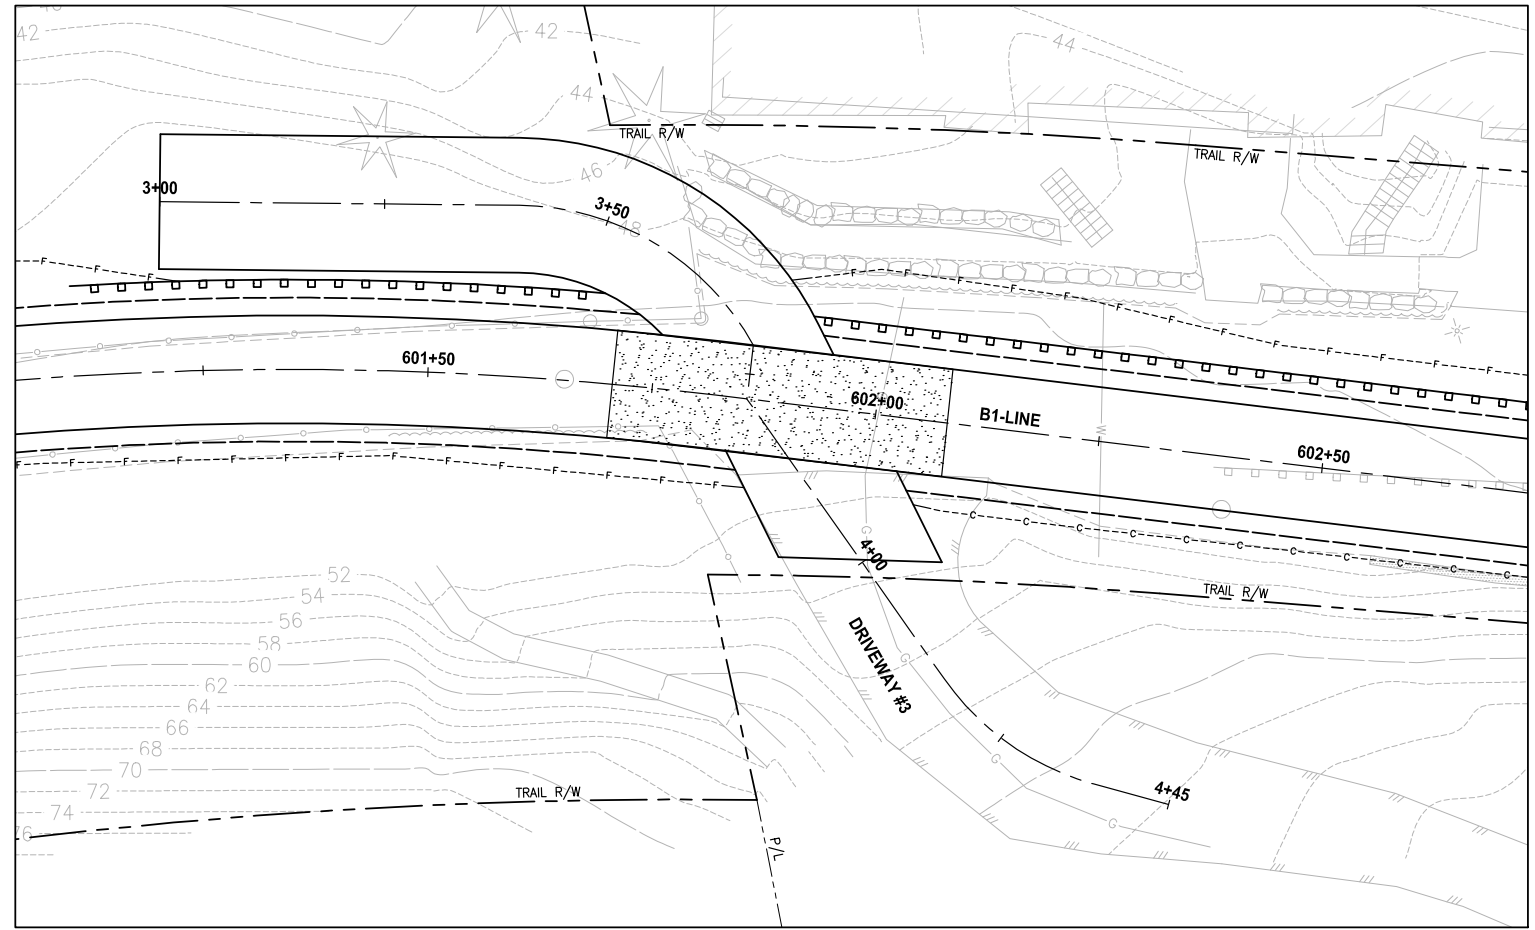 42
42
44
44
TRAIL R/W
TRAIL R/W
46
3+00
3+50
48
F F F
F F F F F F F F F F
601+50
602+00
B1-LINE
W
602+50
F F F F F F F F F F F F F F
C C C C C C C C C C C
G
4+00
52
TRAIL R/W
54
56
DRIVEWAY #3
58
G
60
62
64
66
68
G
70
72
TRAIL R/W
4+45
74
G
76
P/L